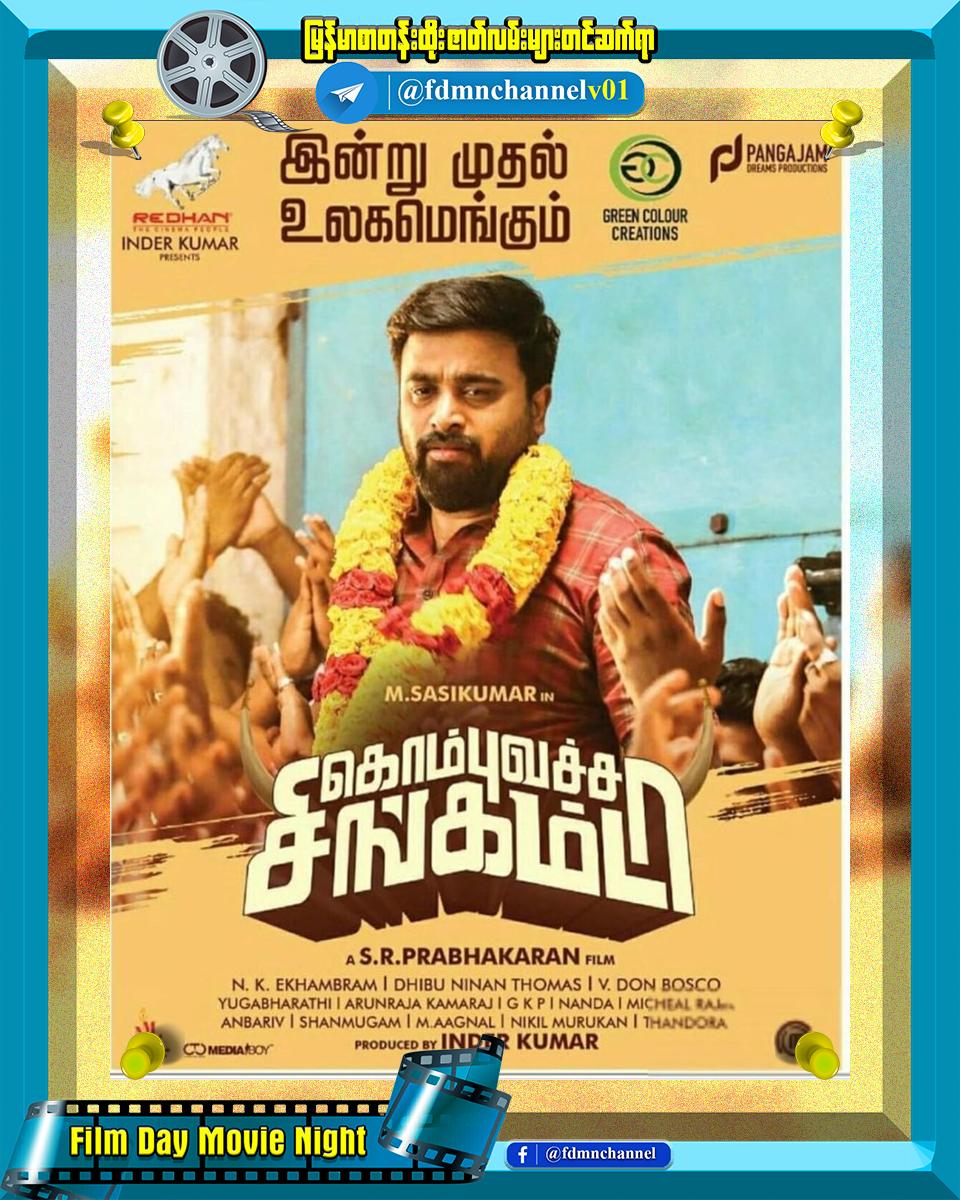 မြန်မာစာတန်းထိုးဇာတ်လမ်းများတင်ဆက်ရာ
@fdmnchannelv01
இன்று முதல்
உலகமெங்கும்
REDHAN
THE CINEMA PEOPLE
INDER KUMAR
PRESENTS
GREEN COLOUR
CREATIONS
PANGAJAM
DREAMS PRODUCTIONS
M.SASIKUMAR IN
கொம்புவச்ச
சிங்கம்டா
A S.R.PRABHAKARAN FILM
N. K. EKHAMBRAM | DHIBU NINAN THOMAS | V. DON BOSCO
YUGABHARATHI | ARUNRAJA KAMARAJ | G K P | NANDA | MICHEAL
ANBARIV | SHANMUGAM | M.AAGNAL | NIKIL MURUKAN | THANDORA
PRODUCED BY INDER KUMAR
MEDIABOY
Film Day Movie Night
f | @fdmnchannel